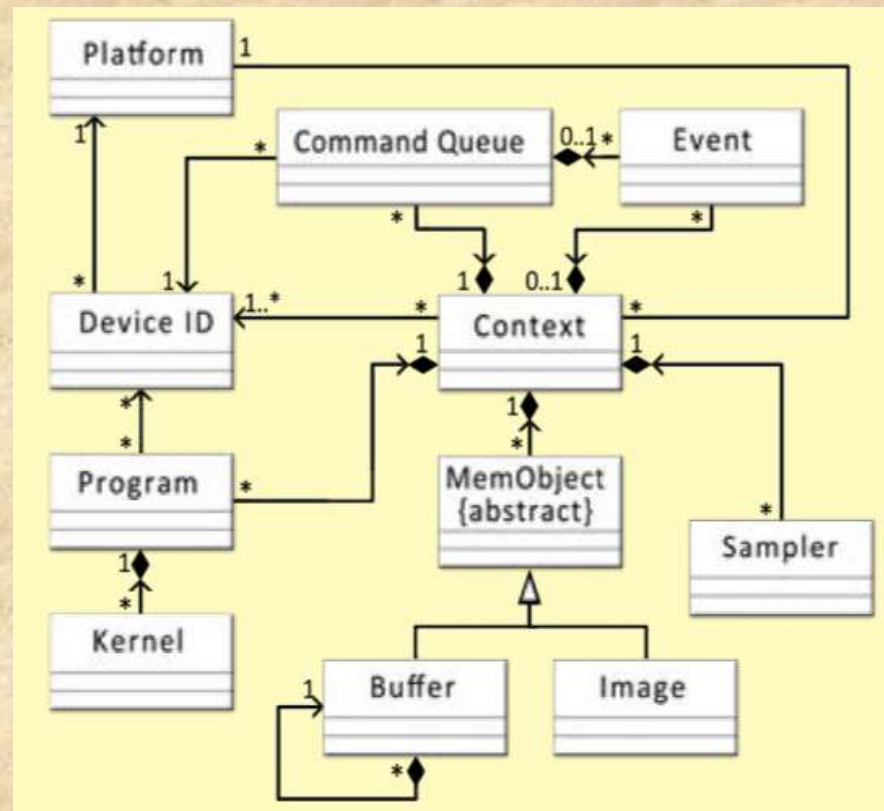 Platform
1
1
Command Queue
0..1
*
Event
*
*
*
*
1
1
0..1
Device ID
1..*
*
Context
*
1
1
*
*
1
*
Program
*
MemObject
{abstract}
*
Sampler
1
*
Kernel
1
Buffer
Image
*